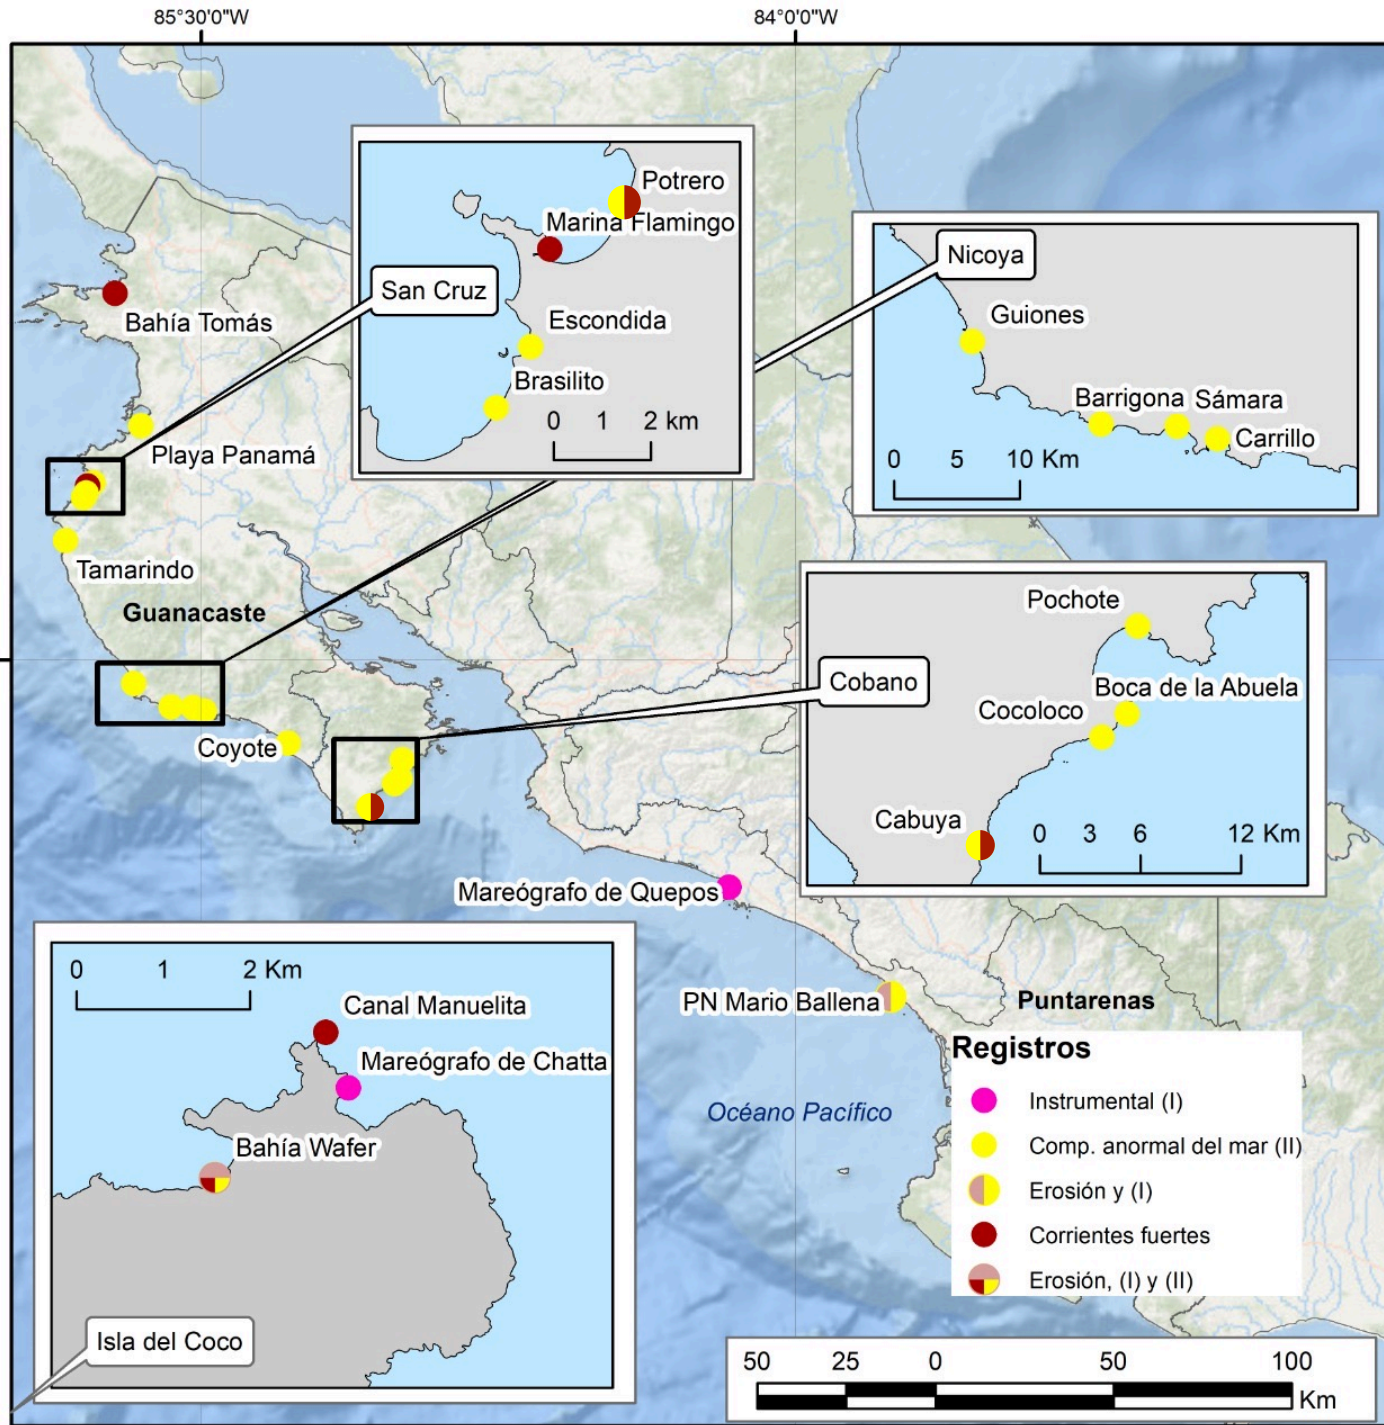 85°30'0"W
84°0'0"W
Potrero
Marina Flamingo
San Cruz
Nicoya
Bahía Tomás
Guiones
Escondida
Brasilito
0 1 2 km
Barrigona
Sámara
Carrillo
0 5 10 Km
Playa Panamá
Tamarindo
Guanacaste
Pochote
Cobano
Boca de la Abuela
Cocoloco
Coyote
Cabuya
0 3 6 12 Km
Mareógrafo de Quepos
0 1 2 Km
Canal Manuelita
Mareógrafo de Chatta
Bahía Wafer
Isla del Coco
PN Mario Ballena
Puntarenas
Océano Pacífico
Registros
Instrumental (I)
Comp. anormal del mar (II)
Erosión y (I)
Corrientes fuertes
Erosión, (I) y (II)
50 25 0 50 100
Km